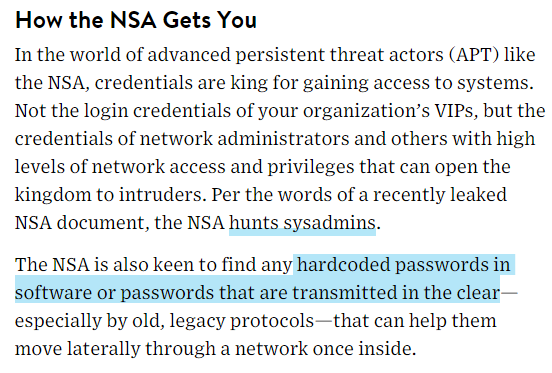 How the NSA Gets You
In the world of advanced persistent threat actors (APT) like
the NSA, credentials are king for gaining access to systems.
Not the login credentials of your organization’s VIPs, but the
credentials of network administrators and others with high
levels of network access and privileges that can open the
kingdom to intruders. Per the words of a recently leaked
NSA document, the NSA hunts sysadmins.
The NSA is also keen to find any hardcoded passwords in
software or passwords that are transmitted in the clear—
especially by old, legacy protocols—that can help them
move laterally through a network once inside.